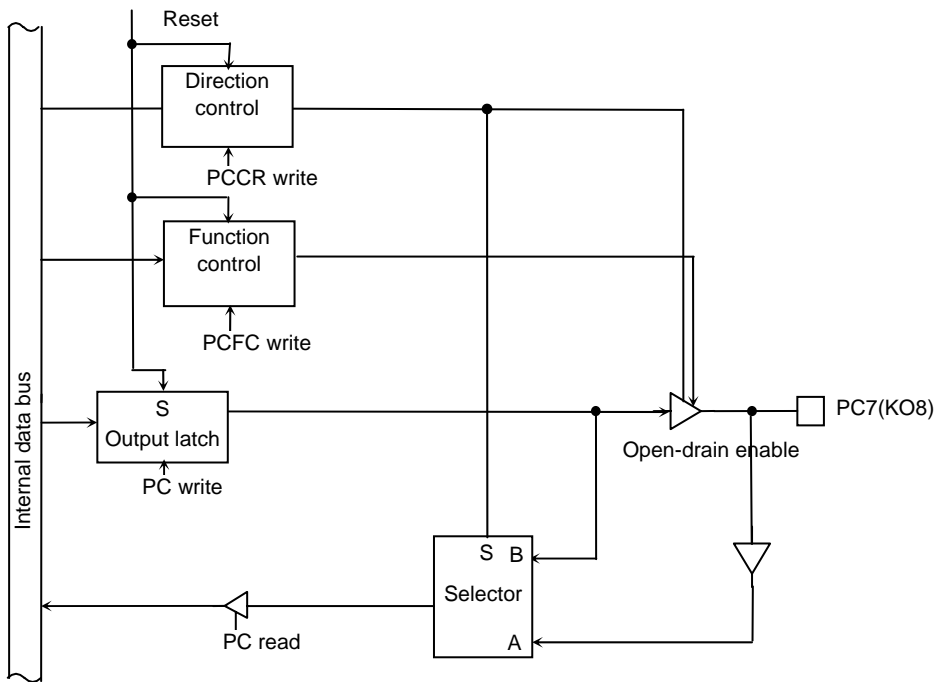 Reset
Direction
control
PCCR write
Function
control
PCFC write
Internal data bus
S
Output latch
PC write
PC7(KO8)
Open-drain enable
S B
Selector
A
PC read